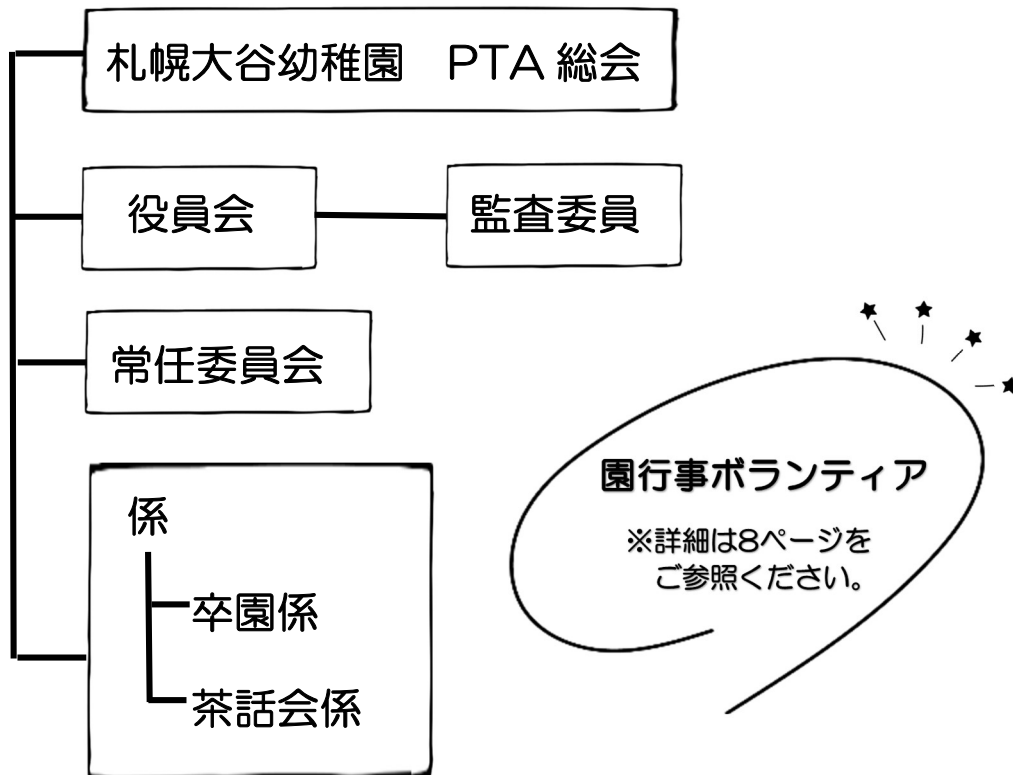 札幌大谷幼稚園　PTA 総会
役員会
監査委員
常任委員会
係
卒園係
茶話会係
園行事ボランティア
※詳細は8ページを
ご参照ください。